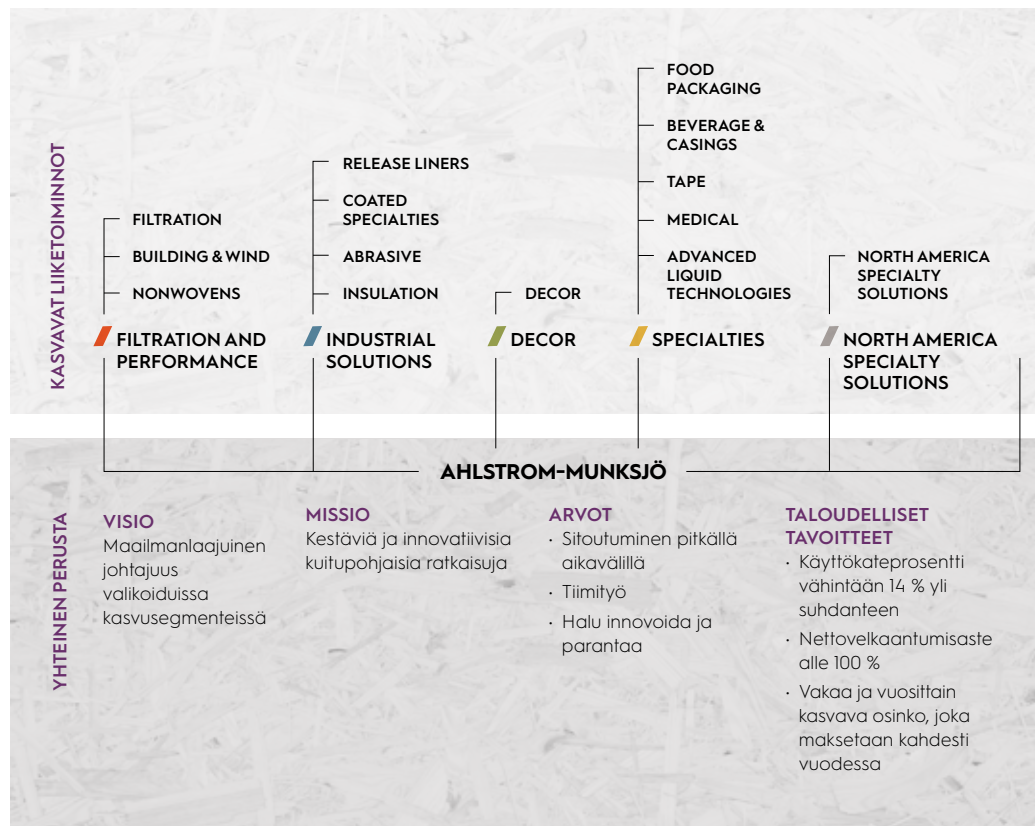 KASVAVAT LIIKETOIMINNOT
FILTRATION
BUILDING & WIND
NONWOVENS
FILTRATION AND
PERFORMANCE
RELEASE LINERS
COATED
SPECIALTIES
ABRASIVE
INSULATION
INDUSTRIAL
SOLUTIONS
DECOR
DECOR
FOOD
PACKAGING
BEVERAGE &
CASINGS
TAPE
MEDICAL
ADVANCED
LIQUID
TECHNOLOGIES
SPECIALTIES
NORTH AMERICA
SPECIALTY
SOLUTIONS
NORTH AMERICA
SPECIALTY
SOLUTIONS
AHLSTROM-MUNKSJÖ
YHTEINEN PERUSTA
VISIO
Maailmanlaajuinen
johtajuus
valikoiduissa
kasvusegmenteissä
MISSIO
Kestäviä ja innovatiivisia
kuitupohjaisia ratkaisuja
ARVOT
· Sitoutuminen pitkällä
aikavälillä
· Tiimityö
· Halu innovoida ja
parantaa
TALOUDELLISET
TAVOITTEET
· Käyttökateprosentti
vähintään 14 % yli
suhdanteen
· Nettovelkaantumisaste
alle 100 %
· Vakaa ja vuosittain
kasvava osinko, joka
maksetaan kahdesti
vuodessa